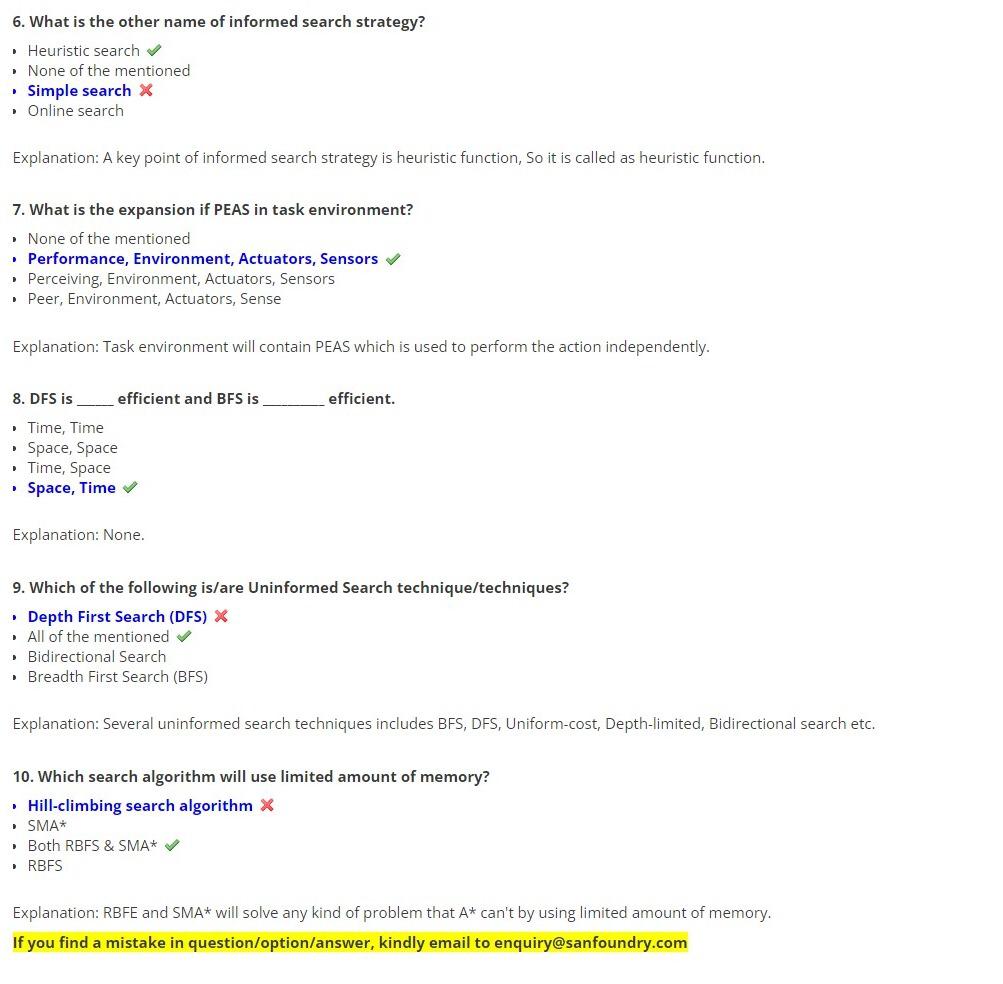 6. What is the other name of informed search strategy?
Heuristic search
None of the mentioned
Simple search
Online search
Explanation: A key point of informed search strategy is heuristic function, So it is called as heuristic function.
7. What is the expansion if PEAS in task environment?
None of the mentioned
Performance, Environment, Actuators, Sensors
Perceiving, Environment, Actuators, Sensors
Peer, Environment, Actuators, Sense
Explanation: Task environment will contain PEAS which is used to perform the action independently.
8. DFS is ______ efficient and BFS is __________ efficient.
Time, Time
Space, Space
Time, Space
Space, Time
Explanation: None.
9. Which of the following is/are Uninformed Search technique/techniques?
Depth First Search (DFS)
All of the mentioned
Bidirectional Search
Breadth First Search (BFS)
Explanation: Several uninformed search techniques includes BFS, DFS, Uniform-cost, Depth-limited, Bidirectional search etc.
10. Which search algorithm will use limited amount of memory?
Hill-climbing search algorithm
SMA*
Both RBFS & SMA*
RBFS
Explanation: RBFE and SMA* will solve any kind of problem that A* can't by using limited amount of memory.
If you find a mistake in question/option/answer, kindly email to enquiry@sanfoundry.com